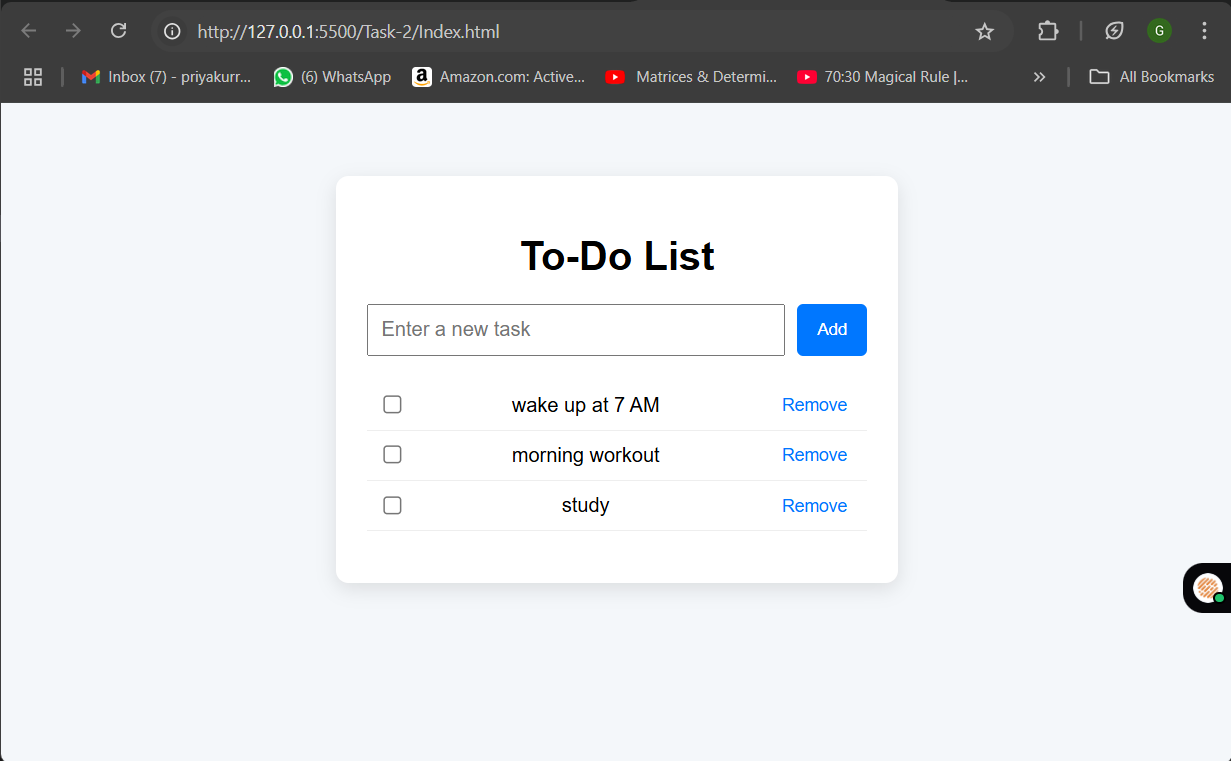 http://127.0.0.1:5500/Task-2/Index.html
G
Inbox (7) - priyakurr... (6) WhatsApp Amazon.com: Active... Matrices & Determi... 70:30 Magical Rule |... » All Bookmarks
To-Do List
Enter a new task Add
wake up at 7 AM Remove
morning workout Remove
study Remove